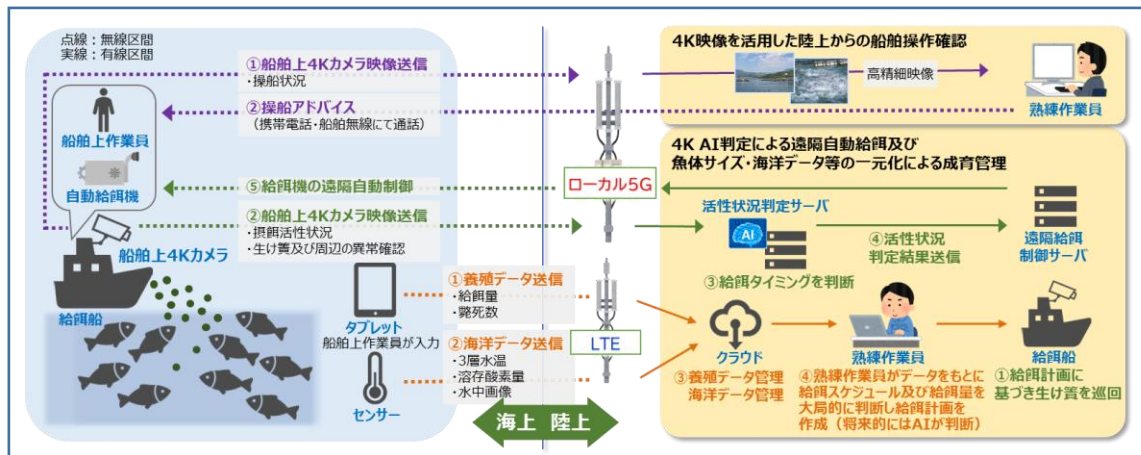 点線：無線区間
実線：有線区間
①船舶上4Kカメラ映像送信
・操船状況
②操船アドバイス
（携帯電話・船舶無線にて通話）
船舶上作業員
自動給餌機
⑤給餌機の遠隔自動制御
②船舶上4Kカメラ映像送信
・摂餌活性状況
・生け簀及び周辺の異常確認
船舶上4Kカメラ
給餌船
タブレット
船舶上作業員が入力
センサー
①養殖データ送信
・給餌量
・斃死数
②海洋データ送信
・3層水温
・溶存酸素量
・水中画像
海上 陸上
ローカル5G
LTE
4K映像を活用した陸上からの船舶操作確認
高精細映像
熟練作業員
4K AI判定による遠隔自動給餌及び
魚体サイズ・海洋データ等の一元化による成育管理
活性状況判定サーバ
AI
③給餌タイミングを判断
④活性状況
判定結果送信
遠隔給餌
制御サーバ
クラウド
③養殖データ管理
海洋データ管理
熟練作業員
④熟練作業員がデータをもとに
給餌スケジュール及び給餌量を
大局的に判断し給餌計画を
作成（将来的にはAIが判断）
給餌船
①給餌計画に
基づき生け簀を巡回